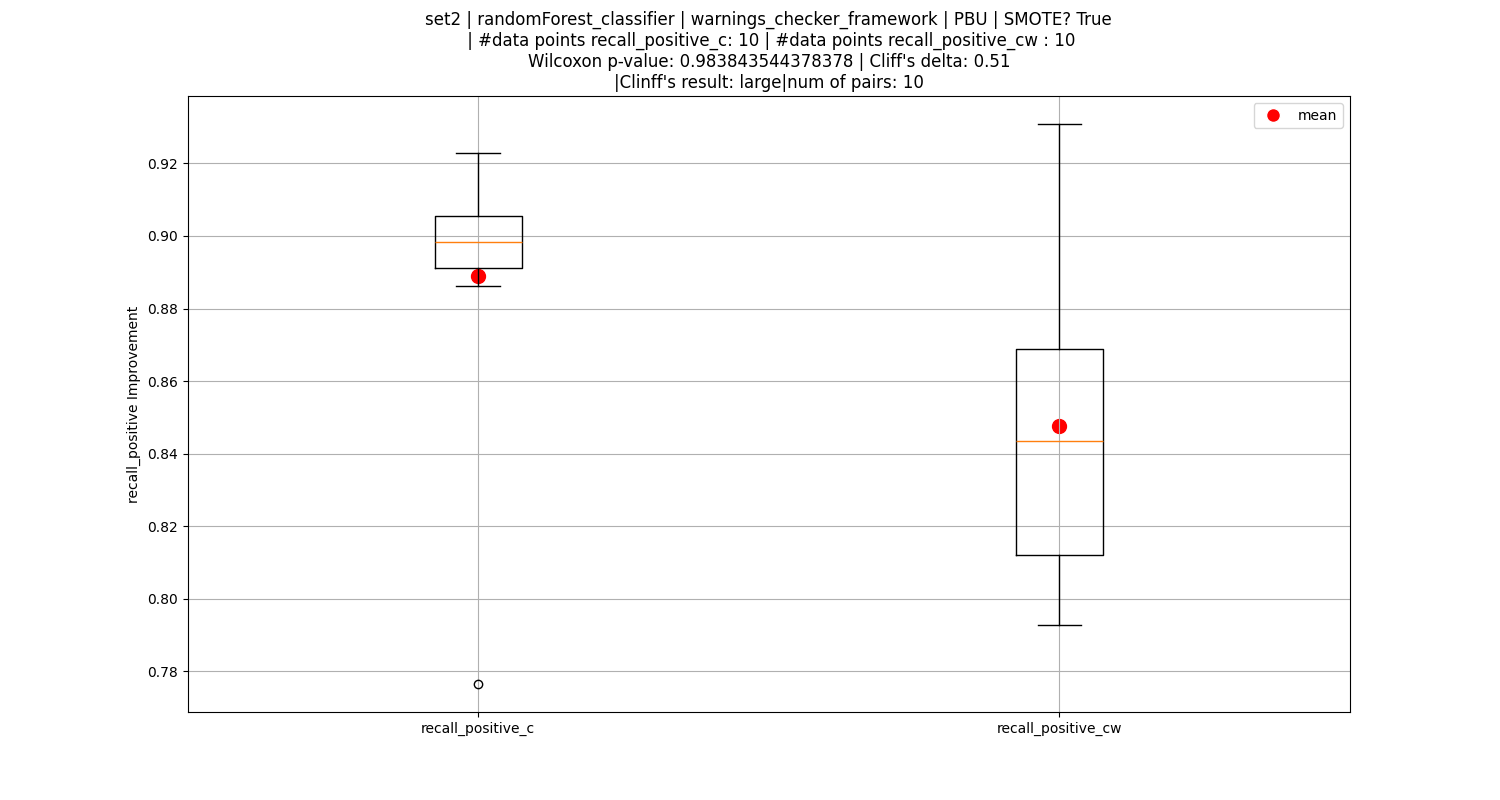 set2 | randomForest_classifier | warnings_checker_framework | PBU | SMOTE? True
| #data points recall_positive_c: 10 | #data points recall_positive_cw : 10
Wilcoxon p-value: 0.983843544378378 | Cliff's delta: 0.51
|Clinff's result: large|num of pairs: 10
mean
recall_positive Improvement
0.92
0.90
0.88
0.86
0.84
0.82
0.80
0.78
recall_positive_c
recall_positive_cw